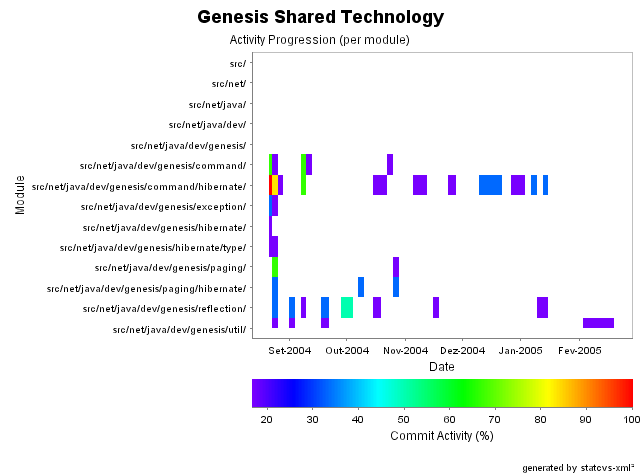 Genesis Shared Technology
Activity Progression (per module)
Module
src/
src/net/
src/net/java/
src/net/java/dev/
src/net/java/dev/genesis/
src/net/java/dev/genesis/command/
src/net/java/dev/genesis/command/hibernate/
src/net/java/dev/genesis/exception/
src/net/java/dev/genesis/hibernate/
src/net/java/dev/genesis/hibernate/type/
src/net/java/dev/genesis/paging/
src/net/java/dev/genesis/paging/hibernate/
src/net/java/dev/genesis/reflection/
src/net/java/dev/genesis/util/
Set-2004 Out-2004 Nov-2004 Dez-2004 Jan-2005 Fev-2005
Date
20 30 40 50 60 70 80 90 100
Commit Activity (%)
generated by statcvs-xml²